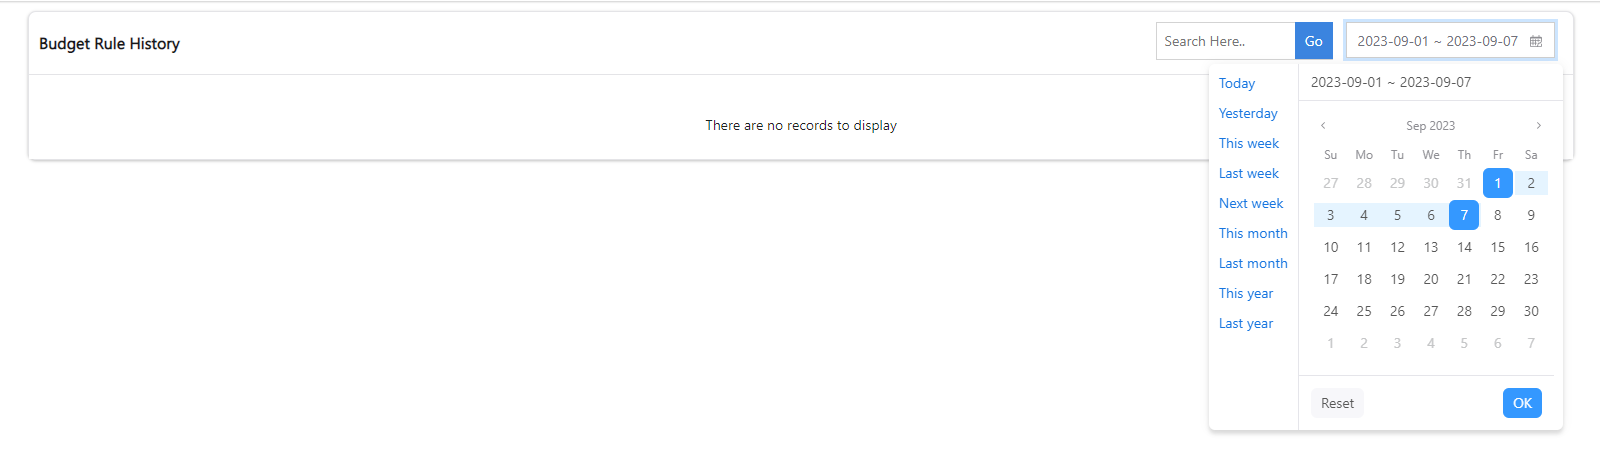 Budget Rule History
Search Here..
Go
2023-09-01 ~ 2023-09-07
There are no records to display
Today
Yesterday
This week
Last week
Next week
This month
Last month
This year
Last year
2023-09-01 ~ 2023-09-07
Sep 2023
Su Mo Tu We Th Fr Sa
27 28 29 30 31 1 2
3 4 5 6 7 8 9
10 11 12 13 14 15 16
17 18 19 20 21 22 23
24 25 26 27 28 29 30
1 2 3 4 5 6 7
Reset
OK